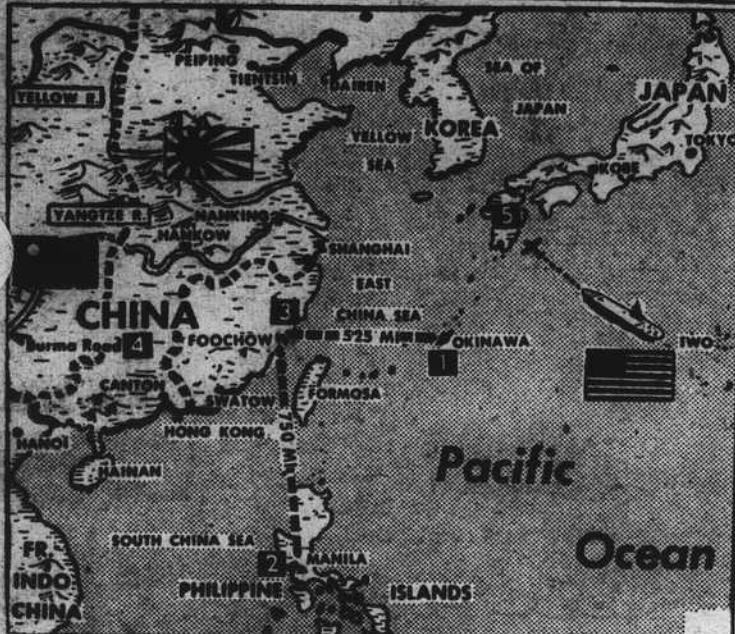 PEIPING
TIENTSIN
DAIREN
SEA OF
JAPAN
JAPAN
YELLOW R.
KOREA
YELLOW
SEA
TOKYO
KOBE
YANGTZE R.
NANKING
HANKOW
5
SHANGHAI
EAST
CHINA SEA
CHINA
3
525 MI.
OKINAWA
IWO
Burma Road
4
FOOCHOW
1
CANTON
SWATOW
FORMOSA
750 MI.
HONG KONG
HANOI
HAINAN
Pacific
Ocean
SOUTH CHINA SEA
2
MANILA
FR.
INDO
CHINA
PHILIPPINE
ISLANDS